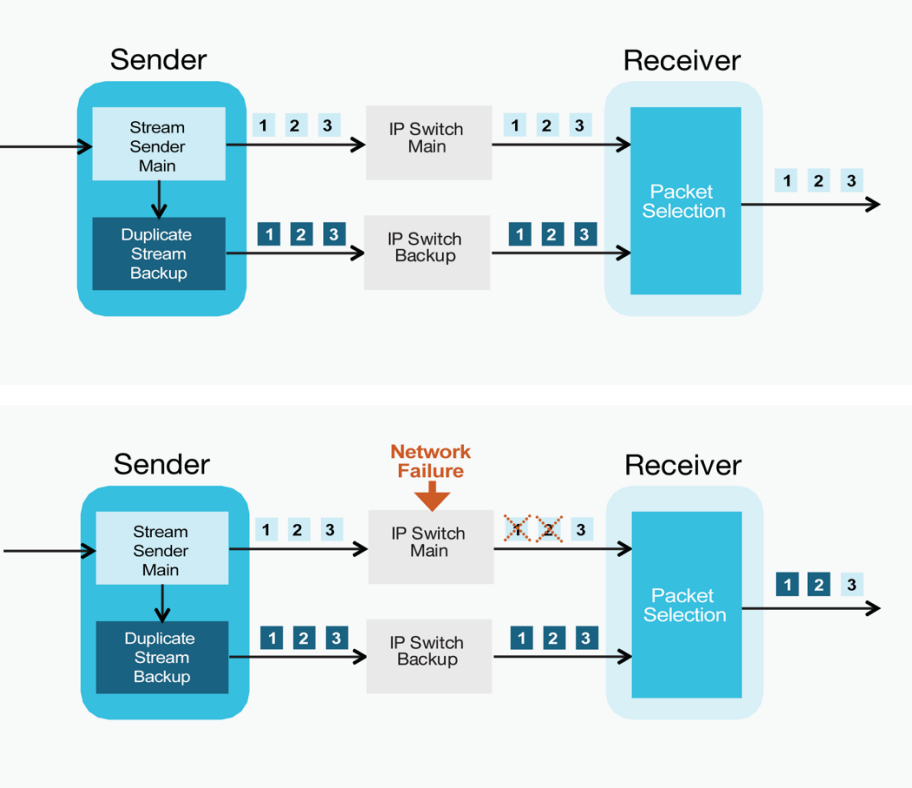 Sender
Receiver
Stream
Sender
Main
1 2 3
IP Switch
Main
1 2 3
Packet
Selection
1 2 3
Duplicate
Stream
Backup
1 2 3
IP Switch
Backup
1 2 3
Network
Failure
Sender
Receiver
Stream
Sender
Main
1 2 3
IP Switch
Main
1 2 3
Packet
Selection
1 2 3
Duplicate
Stream
Backup
1 2 3
IP Switch
Backup
1 2 3